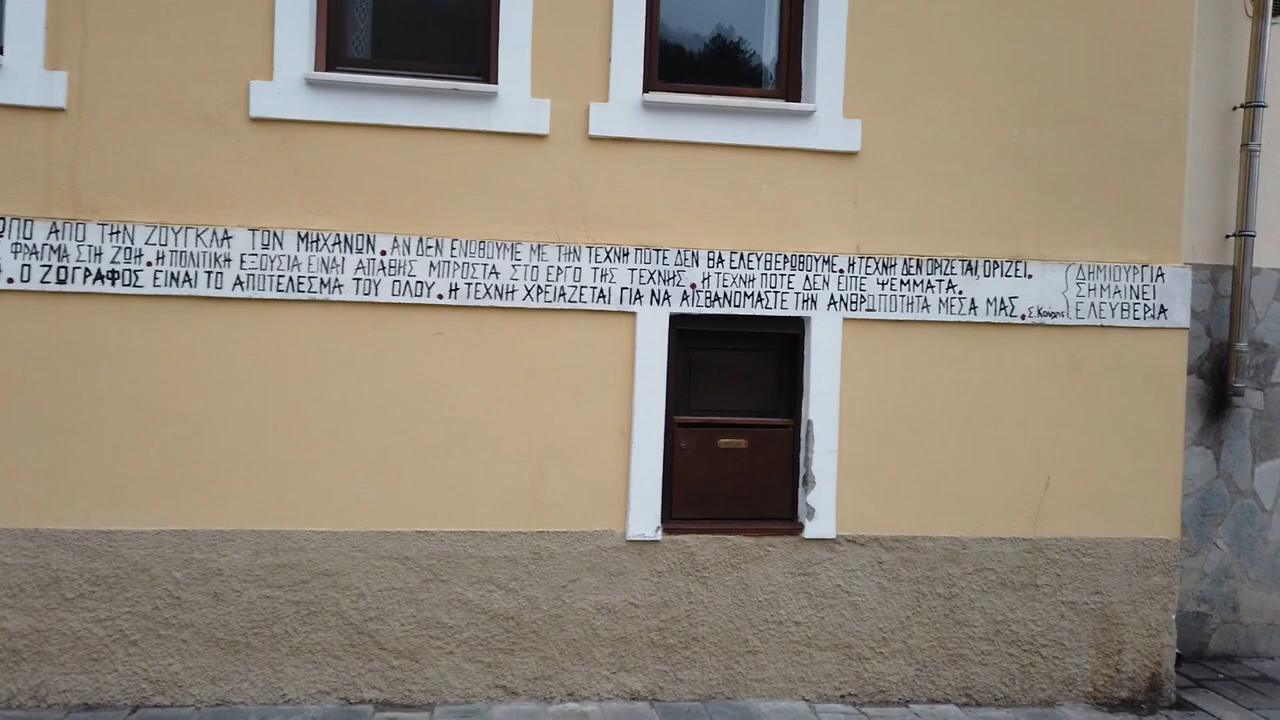 ΩΠΟ ΑΠΟ ΤΗΝ ΖΟΥΓΚΛΑ ΤΩΝ ΜΗΧΑΝΩΝ. ΑΝ ΔΕΝ ΕΝΩΘΟΥΜΕ ΜΕ ΤΗΝ ΤΕΧΝΗ ΠΟΤΕ ΔΕΝ ΘΑ ΕΛΕΥΘΕΡΩΘΟΥΜΕ. Η ΤΕΧΝΗ ΔΕΝ ΟΡΙΖΕΤΑΙ, ΟΡΙΖΕΙ.
ΦΡΑΓΜΑ ΣΤΗ ΖΩΗ. Η ΠΟΛΙΤΙΚΗ ΕΞΟΥΣΙΑ ΕΙΝΑΙ ΑΠΑΘΗΣ ΜΠΡΟΣΤΑ ΣΤΟ ΕΡΓΟ ΤΗΣ ΤΕΧΝΗΣ. Η ΤΕΧΝΗ ΠΟΤΕ ΔΕΝ ΕΙΠΕ ΨΕΜΜΑΤΑ.
. Ο ΖΩΓΡΑΦΟΣ ΕΙΝΑΙ ΤΟ ΑΠΟΤΕΛΕΣΜΑ ΤΟΥ ΟΛΟΥ. Η ΤΕΧΝΗ ΧΡΕΙΑΖΕΤΑΙ ΓΙΑ ΝΑ ΑΙΣΘΑΝΟΜΑΣΤΕ ΤΗΝ ΑΝΘΡΩΠΟΤΗΤΑ ΜΕΣΑ ΜΑΣ.
ΔΗΜΙΟΥΡΓΙΑ
ΣΗΜΑΙΝΕΙ
ΕΛΕΥΘΕΡΙΑ